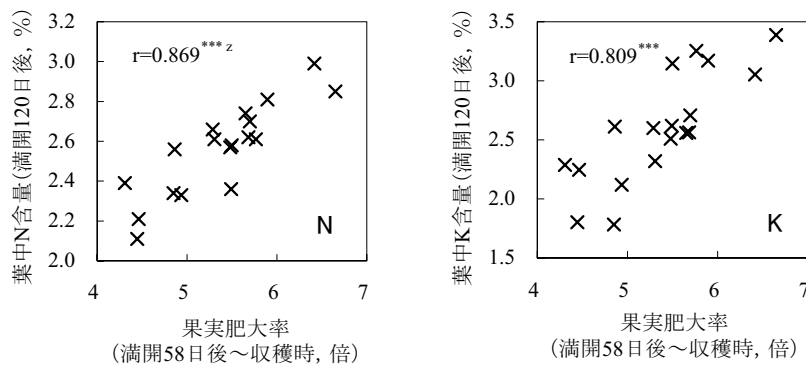 葉中N含量(満開120日後, %)
3.2
3.0
2.8
2.6
2.4
2.2
2.0
r=0.869*** z
N
4 5 6 7
果実肥大率
(満開58日後～収穫時, 倍)
葉中K含量(満開120日後, %)
3.5
3.0
2.5
2.0
1.5
r=0.809***
K
4 5 6 7
果実肥大率
(満開58日後～収穫時, 倍)